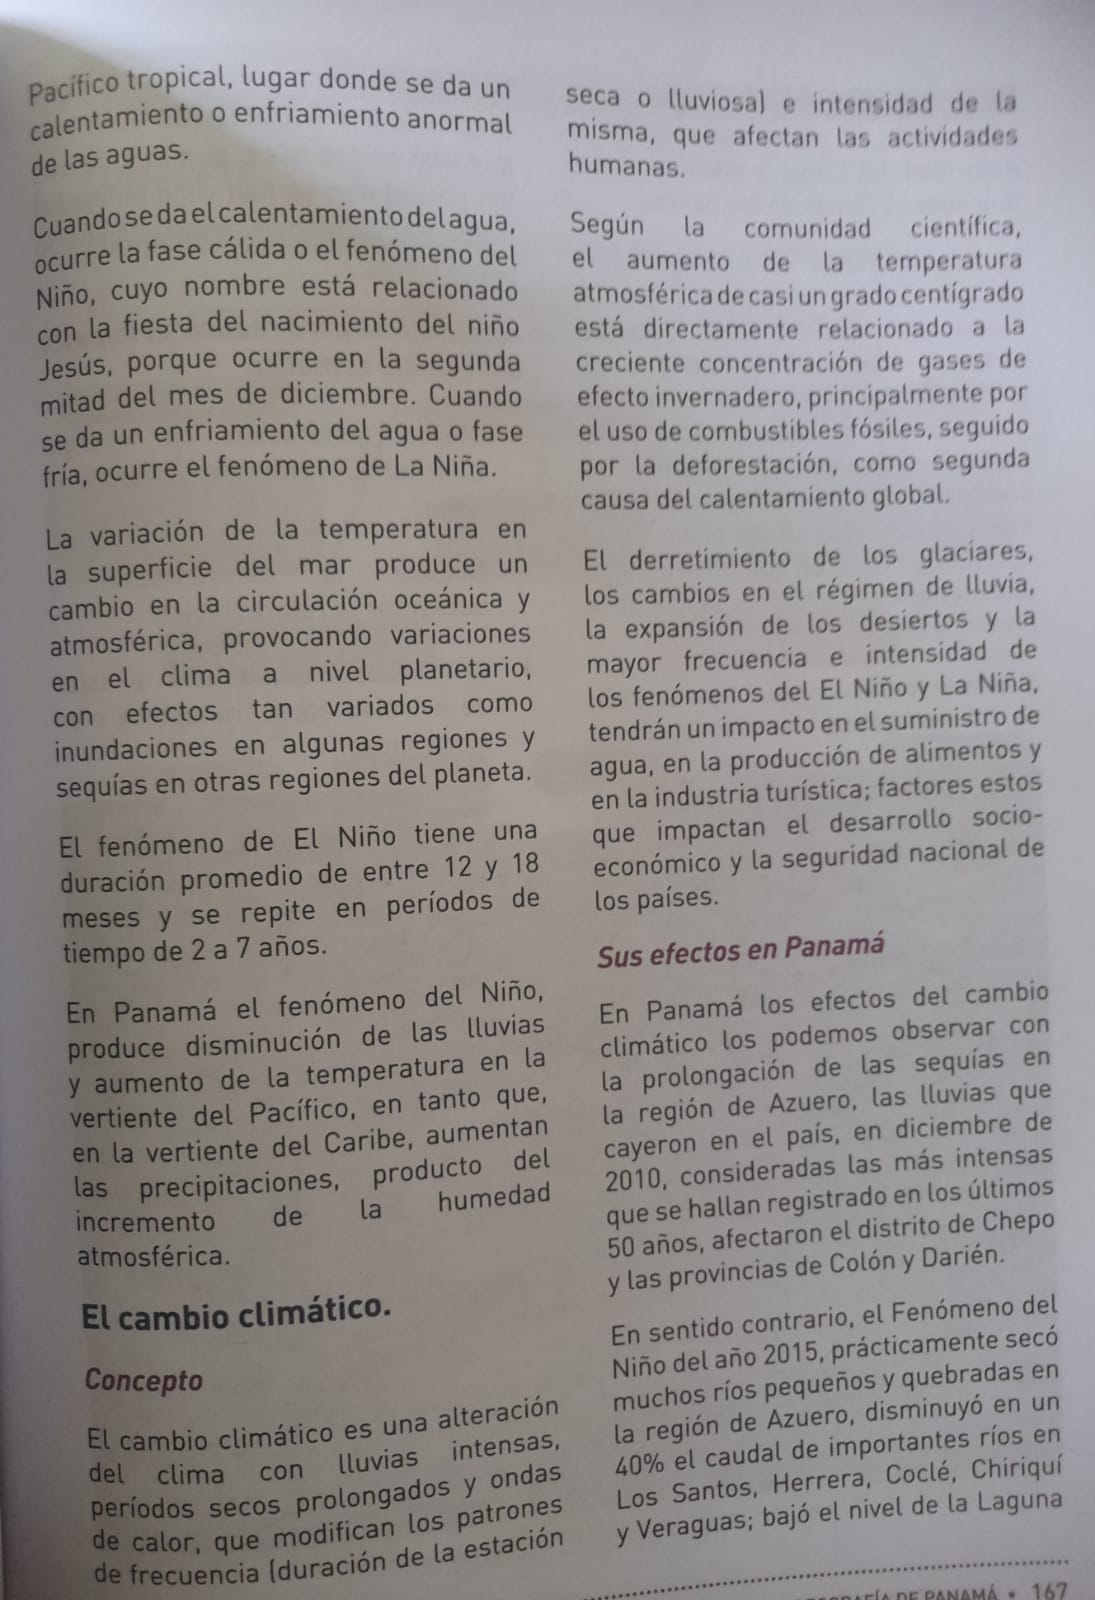 Pacífico tropical, lugar donde se da un
calentamiento o enfriamiento anormal
de las aguas.
Cuando se da el calentamiento del agua,
ocurre la fase cálida o el fenómeno del
Niño, cuyo nombre está relacionado
con la fiesta del nacimiento del niño
Jesús, porque ocurre en la segunda
mitad del mes de diciembre. Cuando
se da un enfriamiento del agua o fase
fría, ocurre el fenómeno de La Niña.
La variación de la temperatura en
la superficie del mar produce un
cambio en la circulación oceánica y
atmosférica, provocando variaciones
en el clima a nivel planetario,
con efectos tan variados como
inundaciones en algunas regiones y
sequías en otras regiones del planeta.
El fenómeno de El Niño tiene una
duración promedio de entre 12 y 18
meses y se repite en períodos de
tiempo de 2 a 7 años.
En Panamá el fenómeno del Niño,
produce disminución de las lluvias
y aumento de la temperatura en la
vertiente del Pacífico, en tanto que,
en la vertiente del Caribe, aumentan
las precipitaciones, producto del
incremento de la humedad
atmosférica.
El cambio climático.
Concepto
El cambio climático es una alteración
del clima con lluvias intensas,
períodos secos prolongados y ondas
de calor, que modifican los patrones
de frecuencia (duración de la estación
seca o lluviosa) e intensidad de la
misma, que afectan las actividades
humanas.
Según la comunidad científica,
el aumento de la temperatura
atmosférica de casi un grado centígrado
está directamente relacionado a la
creciente concentración de gases de
efecto invernadero, principalmente por
el uso de combustibles fósiles, seguido
por la deforestación, como segunda
causa del calentamiento global.
El derretimiento de los glaciares,
los cambios en el régimen de lluvia,
la expansión de los desiertos y la
mayor frecuencia e intensidad de
los fenómenos del El Niño y La Niña,
tendrán un impacto en el suministro de
agua, en la producción de alimentos y
en la industria turística; factores estos
que impactan el desarrollo socio-
económico y la seguridad nacional de
los países.
Sus efectos en Panamá
En Panamá los efectos del cambio
climático los podemos observar con
la prolongación de las sequías en
la región de Azuero, las lluvias que
cayeron en el país, en diciembre de
2010, consideradas las más intensas
que se hallan registrado en los últimos
50 años, afectaron el distrito de Chepo
y las provincias de Colón y Darién.
En sentido contrario, el Fenómeno del
Niño del año 2015, prácticamente secó
muchos ríos pequeños y quebradas en
la región de Azuero, disminuyó en un
40% el caudal de importantes ríos en
Los Santos, Herrera, Coclé, Chiriquí
y Veraguas; bajó el nivel de la Laguna
DE PANAMÁ • 167